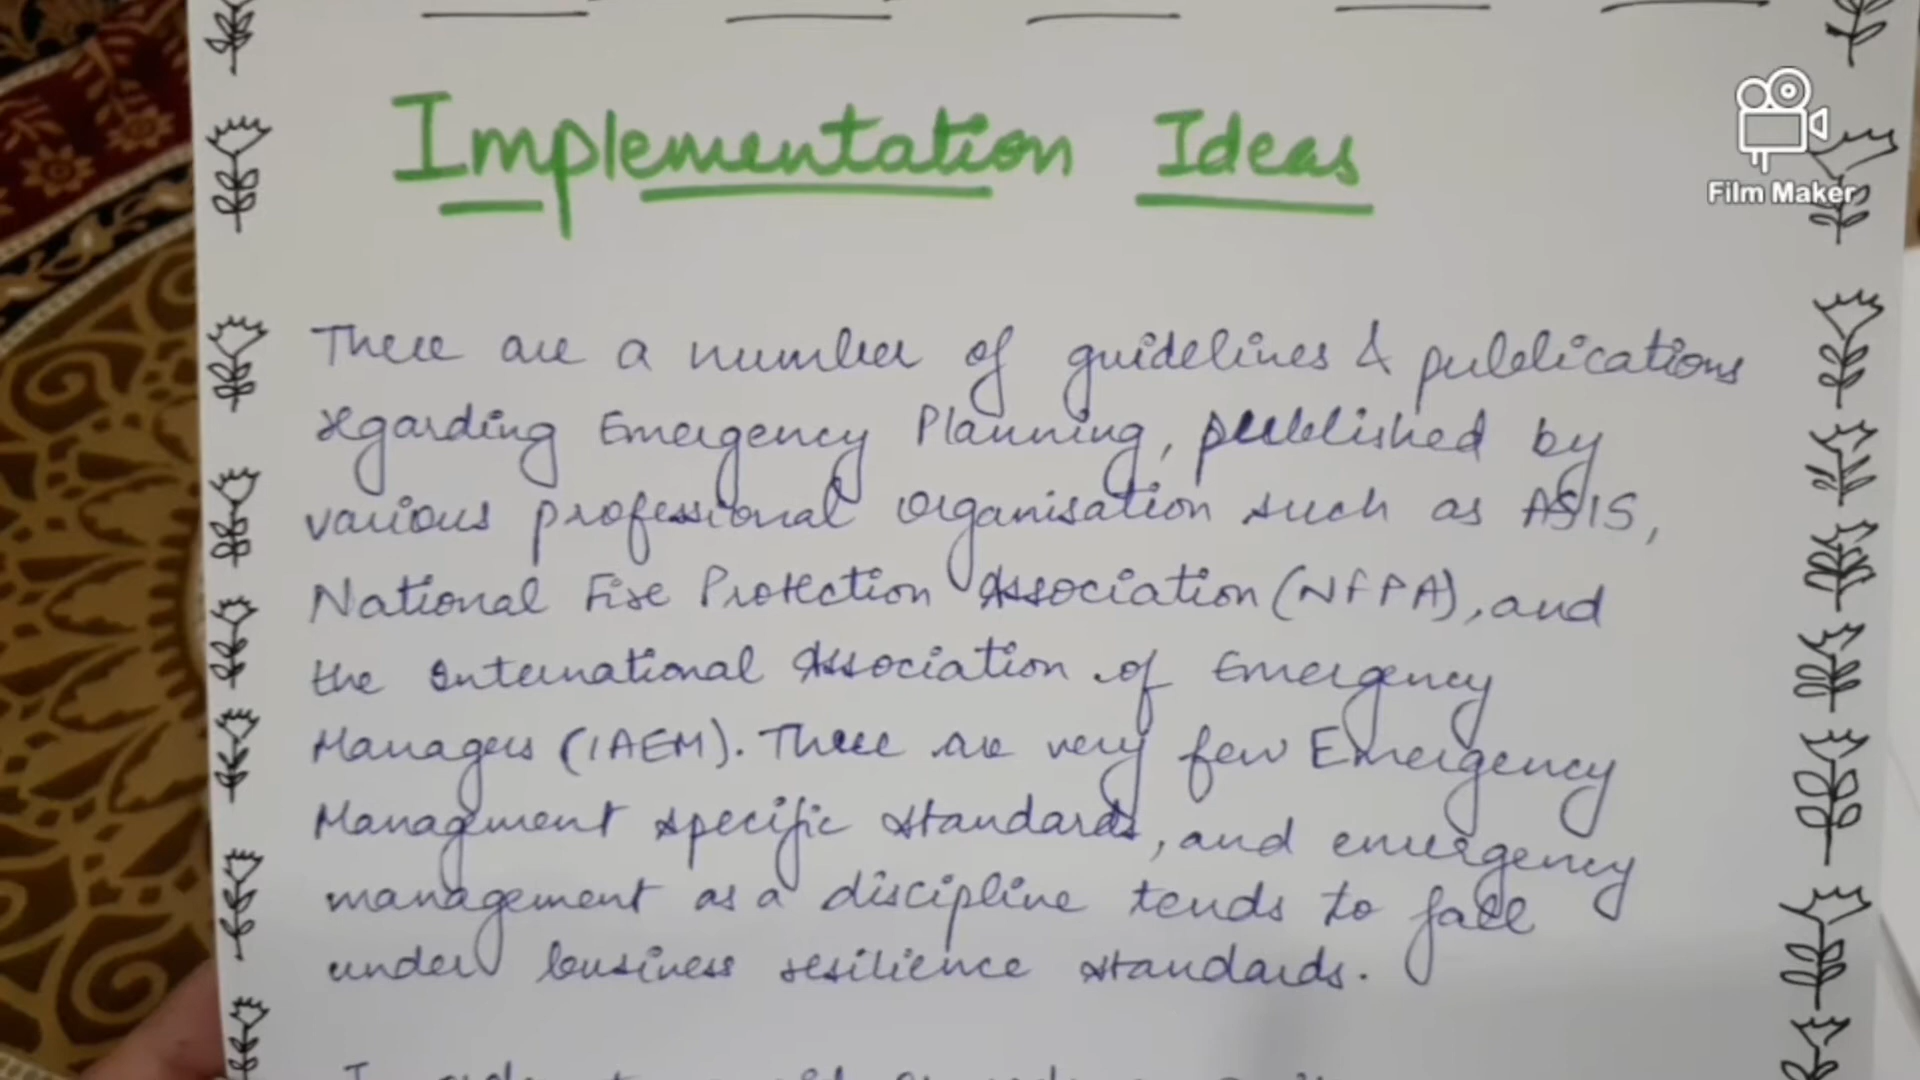 Implementation Ideas
Film Maker
There are a number of guidelines & publications
regarding Emergency Planning, published by
various professional organisation such as ASIS,
National Fire Protection Association (NFPA), and
the International Association of Emergency
Managers (IAEM). There are very few Emergency
Managment specific standards, and emergency
management as a discipline tends to fall
under business resilience standards.